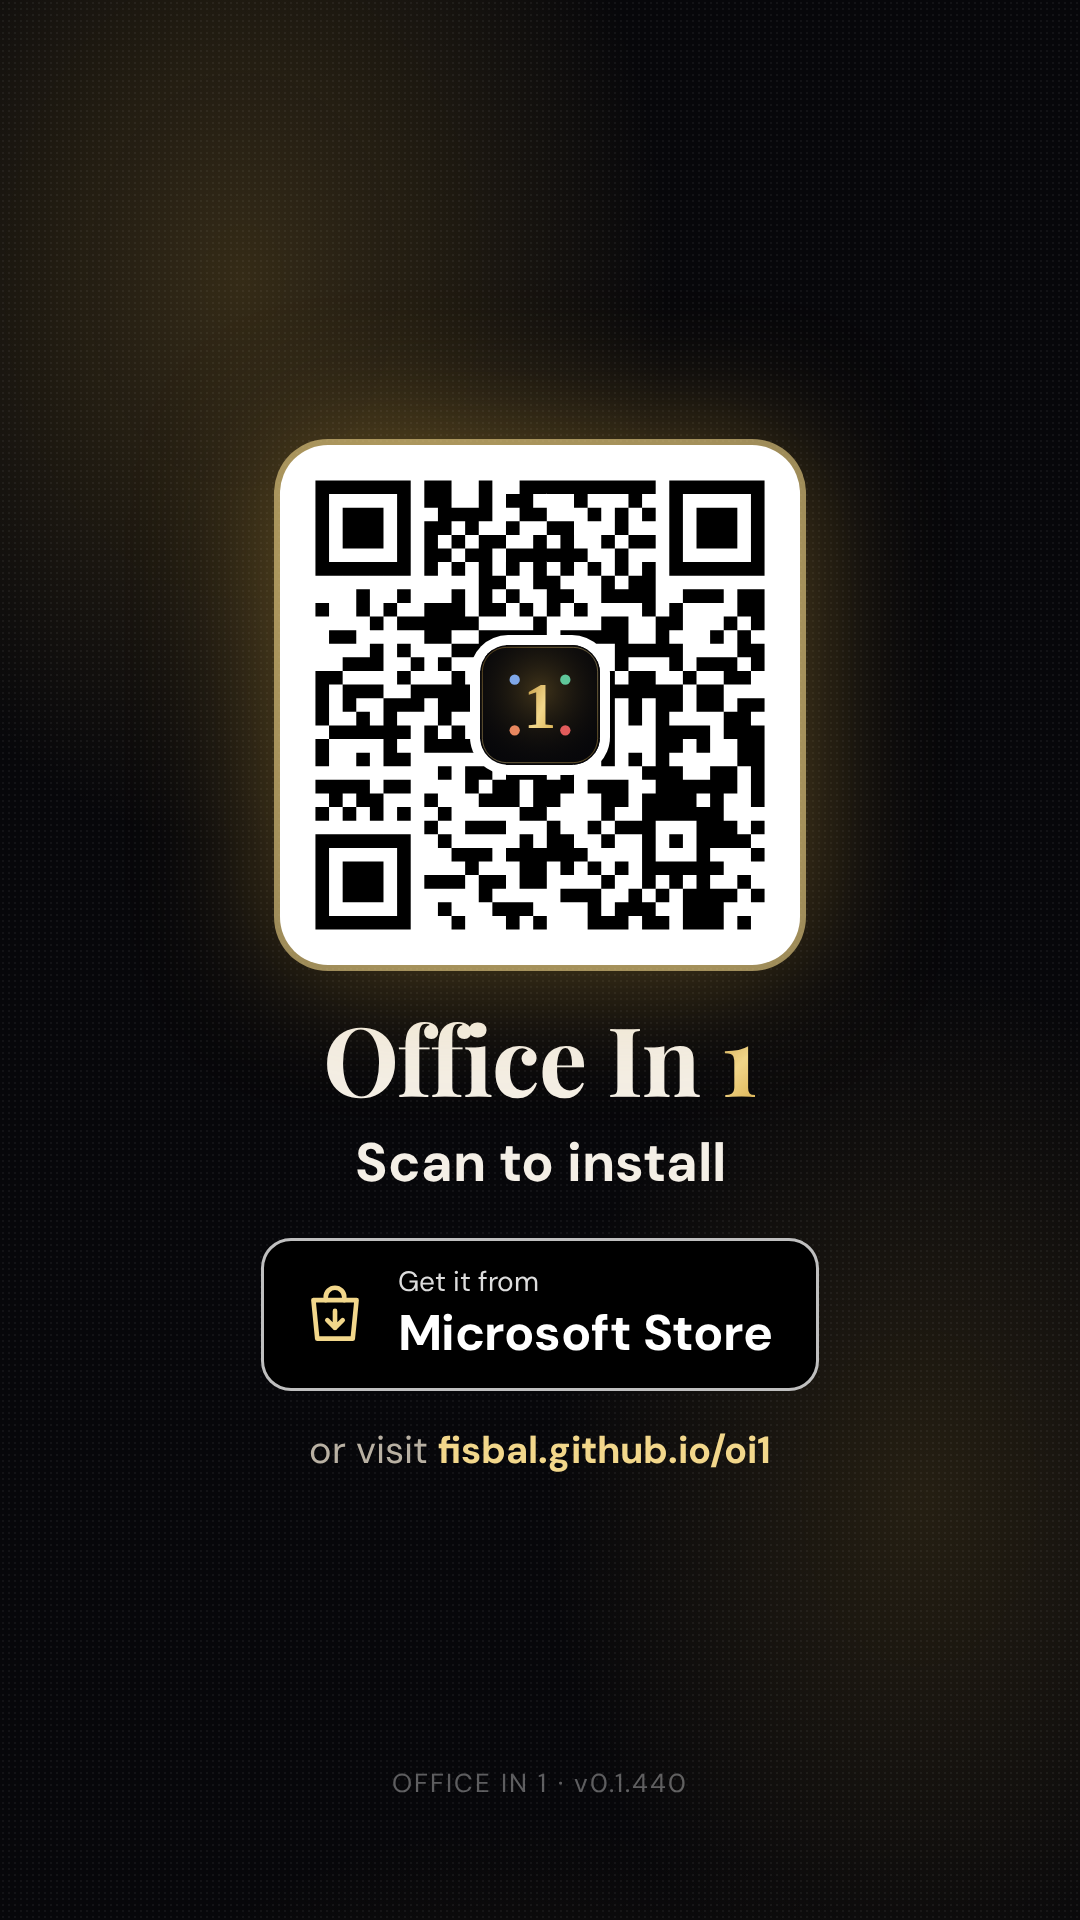 1
Office In 1
Scan to install
Get it from
Microsoft Store
or visit fisbal.github.io/oi1
OFFICE IN 1 · v0.1.440